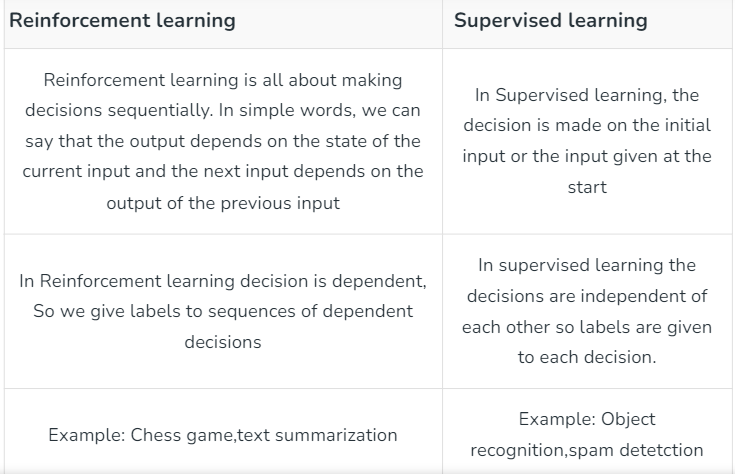 Reinforcement learning
Supervised learning
Reinforcement learning is all about making
decisions sequentially. In simple words, we can
say that the output depends on the state of the
current input and the next input depends on the
output of the previous input
In Supervised learning, the
decision is made on the initial
input or the input given at the
start
In Reinforcement learning decision is dependent,
So we give labels to sequences of dependent
decisions
In supervised learning the
decisions are independent of
each other so labels are given
to each decision.
Example: Chess game,text summarization
Example: Object
recognition,spam detetction